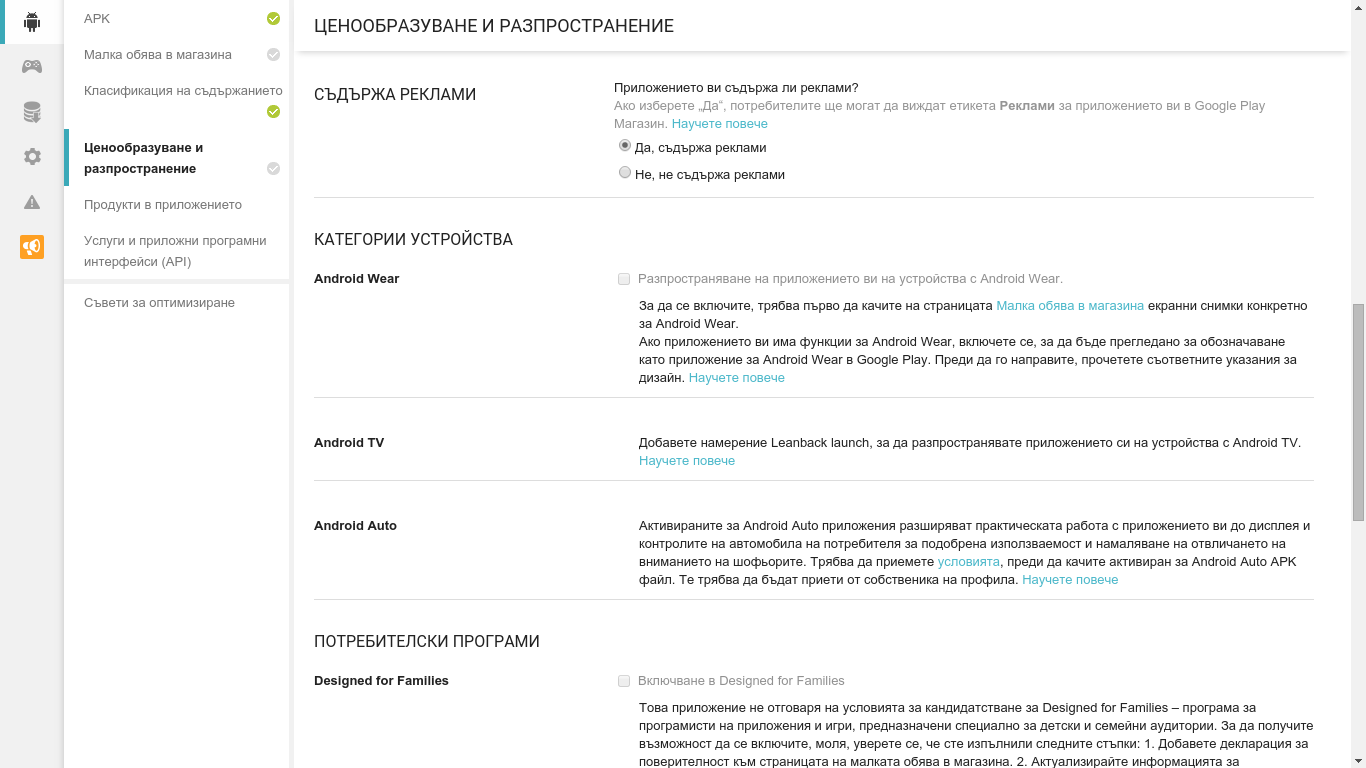 APK
Малка обява в магазина
Класификация на съдържанието
Ценообразуване и
разпространение
Продукти в приложението
Услуги и приложни програмни
интерфейси (API)
Съвети за оптимизиране
ЦЕНООБРАЗУВАНЕ И РАЗПРОСТРАНЕНИЕ
СЪДЪРЖА РЕКЛАМИ
Приложението ви съдържа ли реклами?
Ако изберете „Да“, потребителите ще могат да виждат етикета Реклами за приложението ви в Google Play
Магазин. Научете повече
Да, съдържа реклами
Не, не съдържа реклами
КАТЕГОРИИ УСТРОЙСТВА
Android Wear
Разпространяване на приложението ви на устройства с Android Wear.
За да се включите, трябва първо да качите на страницата Малка обява в магазина екранни снимки конкретно
за Android Wear.
Ако приложението ви има функции за Android Wear, включете се, за да бъде прегледано за обозначаване
като приложение за Android Wear в Google Play. Преди да го направите, прочетете съответните указания за
дизайн. Научете повече
Android TV
Добавете намерение Leanback launch, за да разпространявате приложението си на устройства с Android TV.
Научете повече
Android Auto
Активираните за Android Auto приложения разширяват практическата работа с приложението ви до дисплея и
контролите на автомобила на потребителя за подобрена използваемост и намаляване на отвличането на
вниманието на шофьорите. Трябва да приемете условията, преди да качите активиран за Android Auto APK
файл. Те трябва да бъдат приети от собственика на профила. Научете повече
ПОТРЕБИТЕЛСКИ ПРОГРАМИ
Designed for Families
Включване в Designed for Families
Това приложение не отговаря на условията за кандидатстване за Designed for Families – програма за
програмисти на приложения и игри, предназначени специално за детски и семейни аудитории. За да получите
възможност да се включите, моля, уверете се, че сте изпълнили следните стъпки: 1. Добавете декларация за
поверителност към страницата на малката обява в магазина. 2. Актуализирайте информацията за